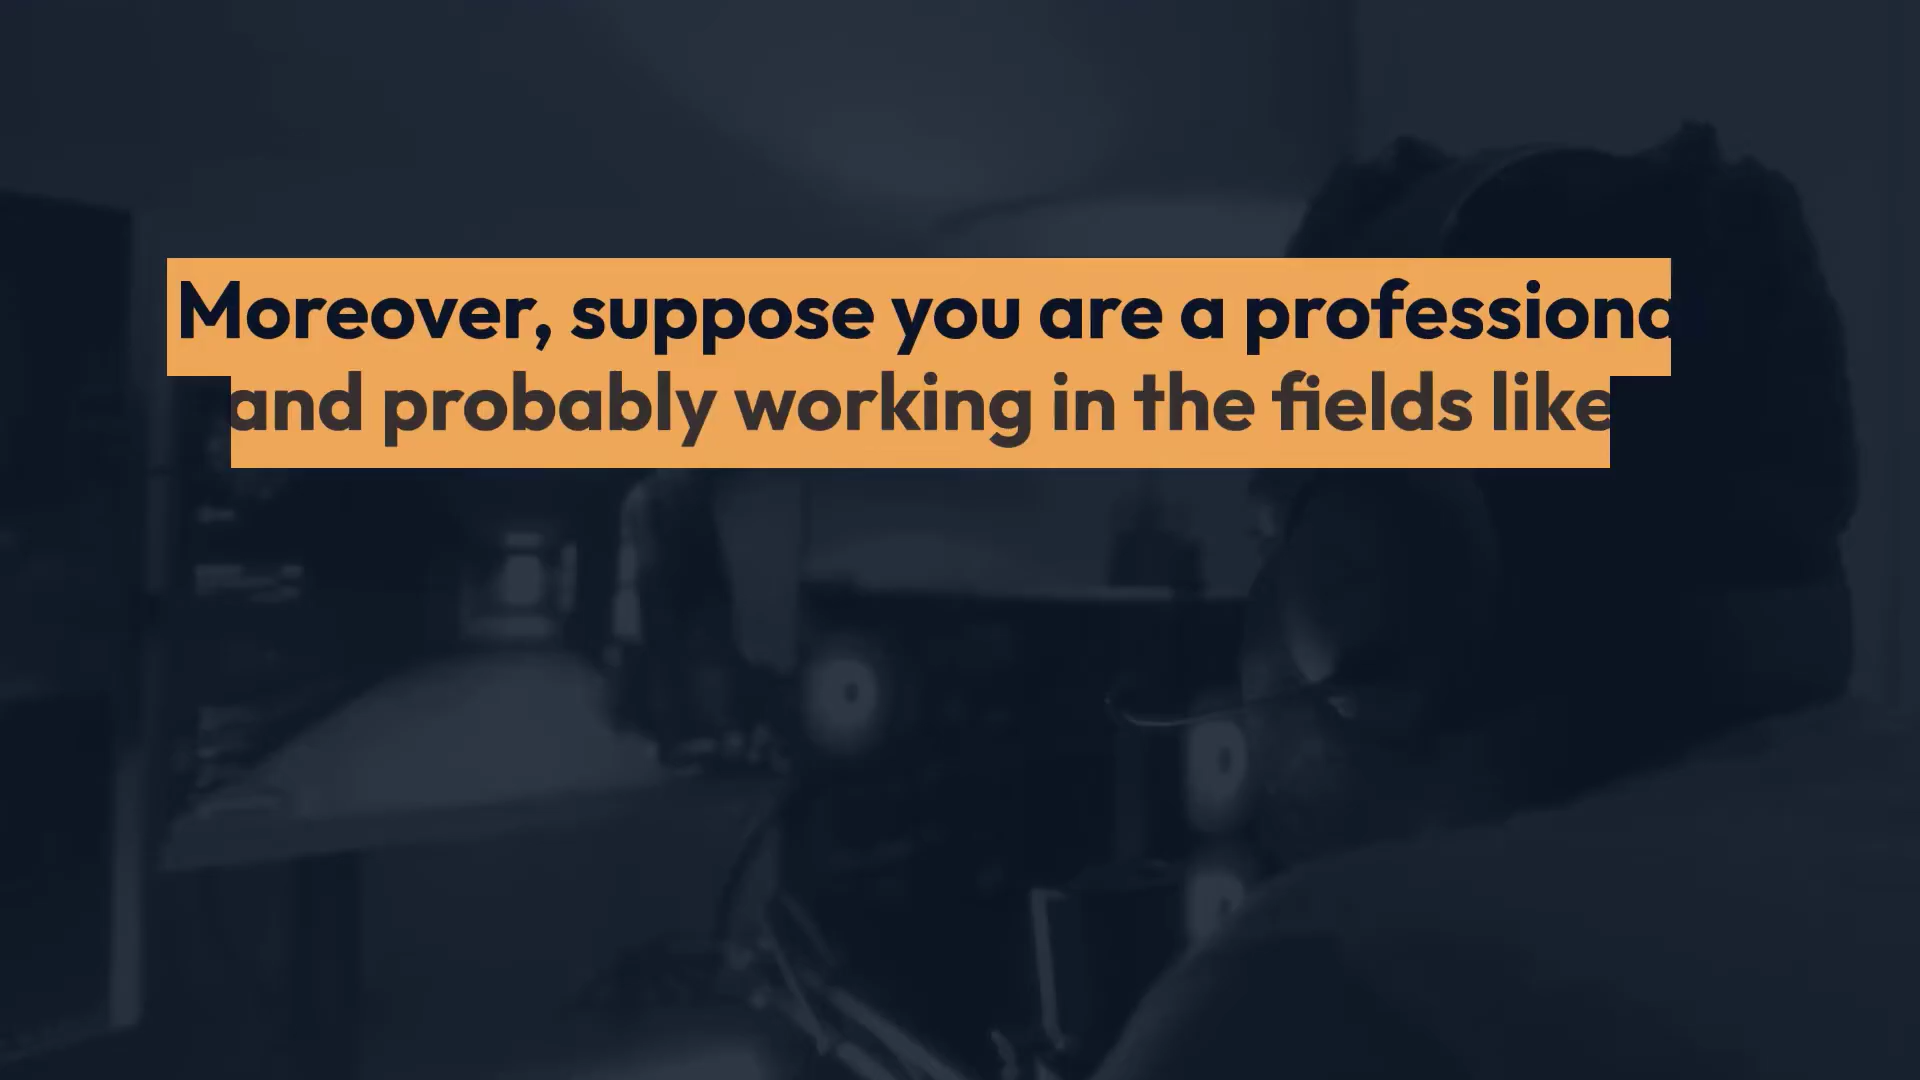 Moreover, suppose you are a professiona
and probably working in the fields like